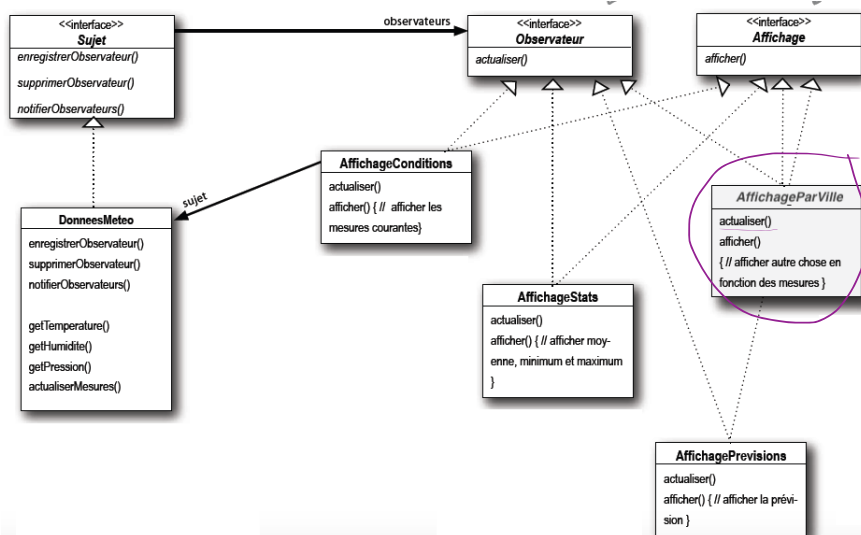 <<interface>>
Sujet
enregistrerObservateur()
supprimerObservateur()
notifierObservateurs()
observateurs
<<interface>>
Observateur
actualiser()
<<interface>>
Affichage
afficher()
AffichageConditions
actualiser()
afficher() { // afficher les
mesures courantes}
sujet
DonneesMeteo
enregistrerObservateur()
supprimerObservateur()
notifierObservateurs()
getTemperature()
getHumidite()
getPression()
actualiserMesures()
AffichageParVille
actualiser()
afficher()
{ // afficher autre chose en
fonction des mesures }
AffichageStats
actualiser()
afficher() { // afficher moy-
enne, minimum et maximum
}
AffichagePrevisions
actualiser()
afficher() { // afficher la prévi-
sion }